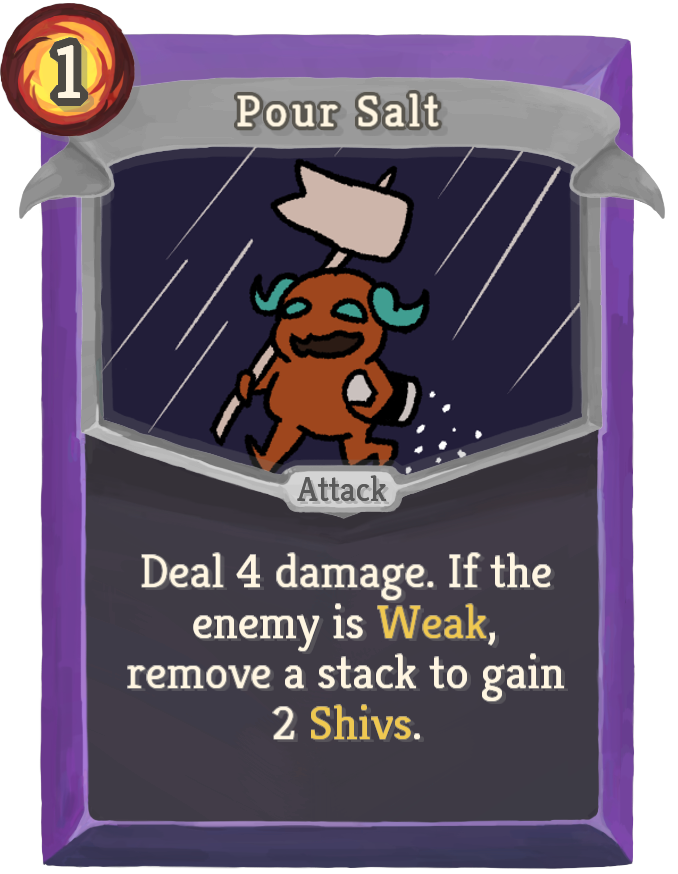 1
Pour Salt
Attack
Deal 4 damage. If the
enemy is Weak,
remove a stack to gain
2 Shivs.